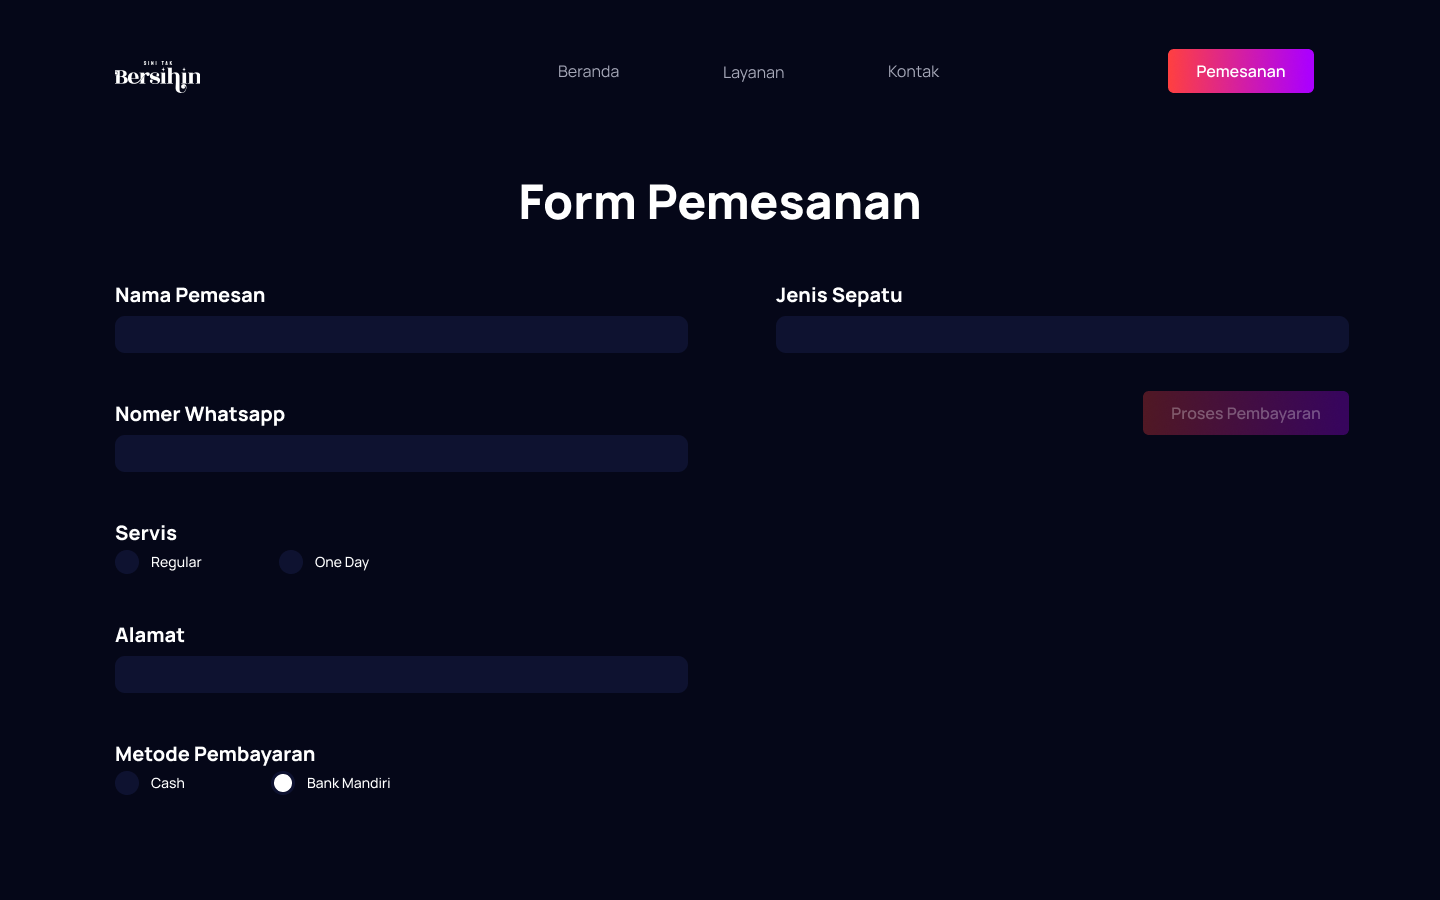 SINI TAK
Bersihin
Beranda
Layanan
Kontak
Pemesanan
Form Pemesanan
Nama Pemesan
Jenis Sepatu
Proses Pembayaran
Nomer Whatsapp
Servis
Regular
One Day
Alamat
Metode Pembayaran
Cash
Bank Mandiri